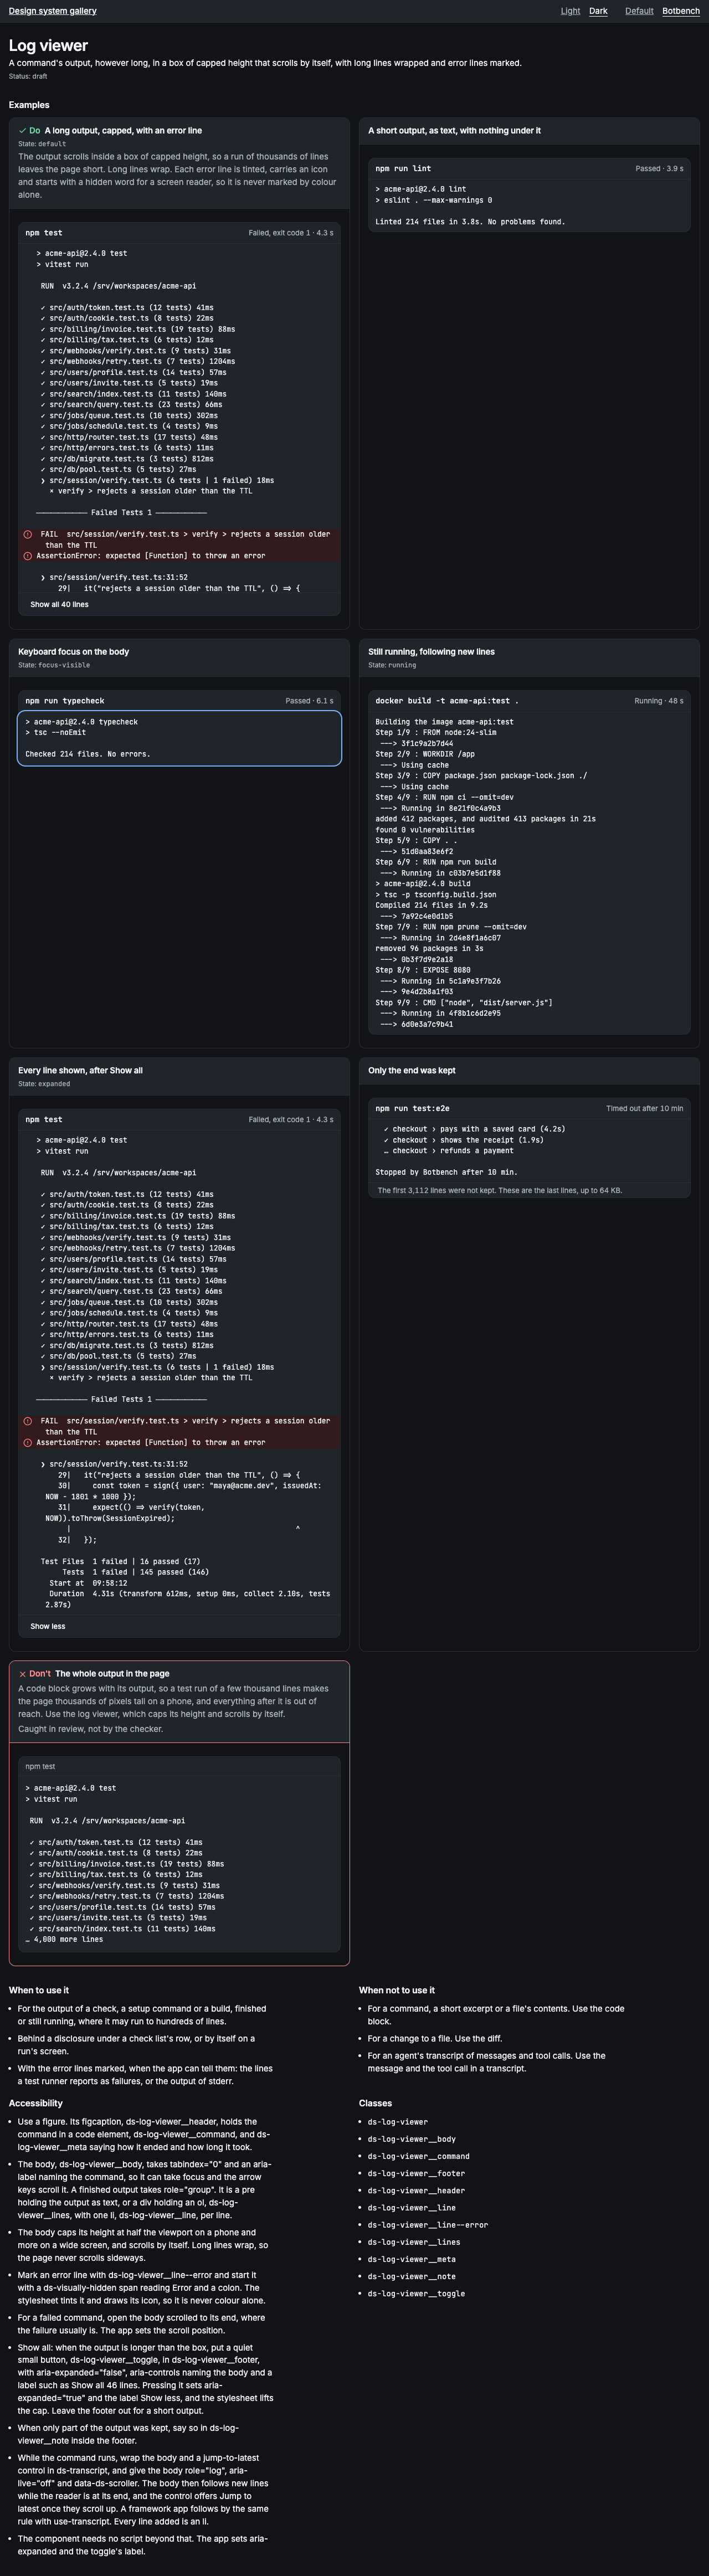 Design system gallery
Light Dark Default Botbench
Log viewer
A command's output, however long, in a box of capped height that scrolls by itself, with long lines wrapped and error lines marked.
Status: draft
Examples
✓ Do A long output, capped, with an error line
State: default
The output scrolls inside a box of capped height, so a run of thousands of lines
leaves the page short. Long lines wrap. Each error line is tinted, carries an icon
and starts with a hidden word for a screen reader, so it is never marked by colour
alone.
npm test Failed, exit code 1 · 4.3 s
> acme-api@2.4.0 test
> vitest run
RUN v3.2.4 /srv/workspaces/acme-api
✓ src/auth/token.test.ts (12 tests) 41ms
✓ src/auth/cookie.test.ts (8 tests) 22ms
✓ src/billing/invoice.test.ts (19 tests) 88ms
✓ src/billing/tax.test.ts (6 tests) 12ms
✓ src/webhooks/verify.test.ts (9 tests) 31ms
✓ src/webhooks/retry.test.ts (7 tests) 1204ms
✓ src/users/profile.test.ts (14 tests) 57ms
✓ src/users/invite.test.ts (5 tests) 19ms
✓ src/search/index.test.ts (11 tests) 140ms
✓ src/search/query.test.ts (23 tests) 66ms
✓ src/jobs/queue.test.ts (10 tests) 302ms
✓ src/jobs/schedule.test.ts (4 tests) 9ms
✓ src/http/router.test.ts (17 tests) 48ms
✓ src/http/errors.test.ts (6 tests) 11ms
✓ src/db/migrate.test.ts (3 tests) 812ms
✓ src/db/pool.test.ts (5 tests) 27ms
❯ src/session/verify.test.ts (6 tests | 1 failed) 18ms
× verify > rejects a session older than the TTL
———————————— Failed Tests 1 ————————————
FAIL src/session/verify.test.ts > verify > rejects a session older
than the TTL
AssertionError: expected [Function] to throw an error
❯ src/session/verify.test.ts:31:52
29| it("rejects a session older than the TTL", () => {
Show all 40 lines
A short output, as text, with nothing under it
npm run lint Passed · 3.9 s
> acme-api@2.4.0 lint
> eslint . --max-warnings 0
Linted 214 files in 3.8s. No problems found.
Keyboard focus on the body
State: focus-visible
npm run typecheck Passed · 6.1 s
> acme-api@2.4.0 typecheck
> tsc --noEmit
Checked 214 files. No errors.
Still running, following new lines
State: running
docker build -t acme-api:test . Running · 48 s
Building the image acme-api:test
Step 1/9 : FROM node:24-slim
---> 3f1c9a2b7d44
Step 2/9 : WORKDIR /app
---> Using cache
Step 3/9 : COPY package.json package-lock.json ./
---> Using cache
Step 4/9 : RUN npm ci --omit=dev
---> Running in 8e21f0c4a9b3
added 412 packages, and audited 413 packages in 21s
found 0 vulnerabilities
Step 5/9 : COPY . .
---> 51d0aa83e6f2
Step 6/9 : RUN npm run build
---> Running in c03b7e5d1f88
> acme-api@2.4.0 build
> tsc -p tsconfig.build.json
Compiled 214 files in 9.2s
---> 7a92c4e0d1b5
Step 7/9 : RUN npm prune --omit=dev
---> Running in 2d4e8f1a6c07
removed 96 packages in 3s
---> 0b3f7d9e2a18
Step 8/9 : EXPOSE 8080
---> Running in 5c1a9e3f7b26
---> 9e4d2b8a1f03
Step 9/9 : CMD ["node", "dist/server.js"]
---> Running in 4f8b1c6d2e95
---> 6d0e3a7c9b41
Every line shown, after Show all
State: expanded
npm test Failed, exit code 1 · 4.3 s
> acme-api@2.4.0 test
> vitest run
RUN v3.2.4 /srv/workspaces/acme-api
✓ src/auth/token.test.ts (12 tests) 41ms
✓ src/auth/cookie.test.ts (8 tests) 22ms
✓ src/billing/invoice.test.ts (19 tests) 88ms
✓ src/billing/tax.test.ts (6 tests) 12ms
✓ src/webhooks/verify.test.ts (9 tests) 31ms
✓ src/webhooks/retry.test.ts (7 tests) 1204ms
✓ src/users/profile.test.ts (14 tests) 57ms
✓ src/users/invite.test.ts (5 tests) 19ms
✓ src/search/index.test.ts (11 tests) 140ms
✓ src/search/query.test.ts (23 tests) 66ms
✓ src/jobs/queue.test.ts (10 tests) 302ms
✓ src/jobs/schedule.test.ts (4 tests) 9ms
✓ src/http/router.test.ts (17 tests) 48ms
✓ src/http/errors.test.ts (6 tests) 11ms
✓ src/db/migrate.test.ts (3 tests) 812ms
✓ src/db/pool.test.ts (5 tests) 27ms
❯ src/session/verify.test.ts (6 tests | 1 failed) 18ms
× verify > rejects a session older than the TTL
———————————— Failed Tests 1 ————————————
FAIL src/session/verify.test.ts > verify > rejects a session older
than the TTL
AssertionError: expected [Function] to throw an error
❯ src/session/verify.test.ts:31:52
29| it("rejects a session older than the TTL", () => {
30| const token = sign({ user: "maya@acme.dev", issuedAt:
NOW - 1801 * 1000 });
31| expect(() => verify(token,
NOW)).toThrow(SessionExpired);
| ^
32| });
Test Files 1 failed | 16 passed (17)
Tests 1 failed | 145 passed (146)
Start at 09:58:12
Duration 4.31s (transform 612ms, setup 0ms, collect 2.10s, tests
2.87s)
Show less
Only the end was kept
npm run test:e2e Timed out after 10 min
✓ checkout › pays with a saved card (4.2s)
✓ checkout › shows the receipt (1.9s)
… checkout › refunds a payment
Stopped by Botbench after 10 min.
The first 3,112 lines were not kept. These are the last lines, up to 64 KB.
× Don't The whole output in the page
A code block grows with its output, so a test run of a few thousand lines makes
the page thousands of pixels tall on a phone, and everything after it is out of
reach. Use the log viewer, which caps its height and scrolls by itself.
Caught in review, not by the checker.
npm test
> acme-api@2.4.0 test
> vitest run
RUN v3.2.4 /srv/workspaces/acme-api
✓ src/auth/token.test.ts (12 tests) 41ms
✓ src/auth/cookie.test.ts (8 tests) 22ms
✓ src/billing/invoice.test.ts (19 tests) 88ms
✓ src/billing/tax.test.ts (6 tests) 12ms
✓ src/webhooks/verify.test.ts (9 tests) 31ms
✓ src/webhooks/retry.test.ts (7 tests) 1204ms
✓ src/users/profile.test.ts (14 tests) 57ms
✓ src/users/invite.test.ts (5 tests) 19ms
✓ src/search/index.test.ts (11 tests) 140ms
… 4,000 more lines
When to use it
• For the output of a check, a setup command or a build, finished
or still running, where it may run to hundreds of lines.
• Behind a disclosure under a check list's row, or by itself on a
run's screen.
• With the error lines marked, when the app can tell them: the lines
a test runner reports as failures, or the output of stderr.
When not to use it
• For a command, a short excerpt or a file's contents. Use the code
block.
• For a change to a file. Use the diff.
• For an agent's transcript of messages and tool calls. Use the
message and the tool call in a transcript.
Accessibility
• Use a figure. Its figcaption, ds-log-viewer__header, holds the
command in a code element, ds-log-viewer__command, and ds-
log-viewer__meta saying how it ended and how long it took.
• The body, ds-log-viewer__body, takes tabindex="0" and an aria-
label naming the command, so it can take focus and the arrow
keys scroll it. A finished output takes role="group". It is a pre
holding the output as text, or a div holding an ol, ds-log-
viewer__lines, with one li, ds-log-viewer__line, per line.
• The body caps its height at half the viewport on a phone and
more on a wide screen, and scrolls by itself. Long lines wrap, so
the page never scrolls sideways.
• Mark an error line with ds-log-viewer__line--error and start it
with a ds-visually-hidden span reading Error and a colon. The
stylesheet tints it and draws its icon, so it is never colour alone.
• For a failed command, open the body scrolled to its end, where
the failure usually is. The app sets the scroll position.
• Show all: when the output is longer than the box, put a quiet
small button, ds-log-viewer__toggle, in ds-log-viewer__footer,
with aria-expanded="false", aria-controls naming the body and a
label such as Show all 46 lines. Pressing it sets aria-
expanded="true" and the label Show less, and the stylesheet lifts
the cap. Leave the footer out for a short output.
• When only part of the output was kept, say so in ds-log-
viewer__note inside the footer.
• While the command runs, wrap the body and a jump-to-latest
control in ds-transcript, and give the body role="log", aria-
live="off" and data-ds-scroller. The body then follows new lines
while the reader is at its end, and the control offers Jump to
latest once they scroll up. A framework app follows by the same
rule with use-transcript. Every line added is an li.
• The component needs no script beyond that. The app sets aria-
expanded and the toggle's label.
Classes
• ds-log-viewer
• ds-log-viewer__body
• ds-log-viewer__command
• ds-log-viewer__footer
• ds-log-viewer__header
• ds-log-viewer__line
• ds-log-viewer__line--error
• ds-log-viewer__lines
• ds-log-viewer__meta
• ds-log-viewer__note
• ds-log-viewer__toggle